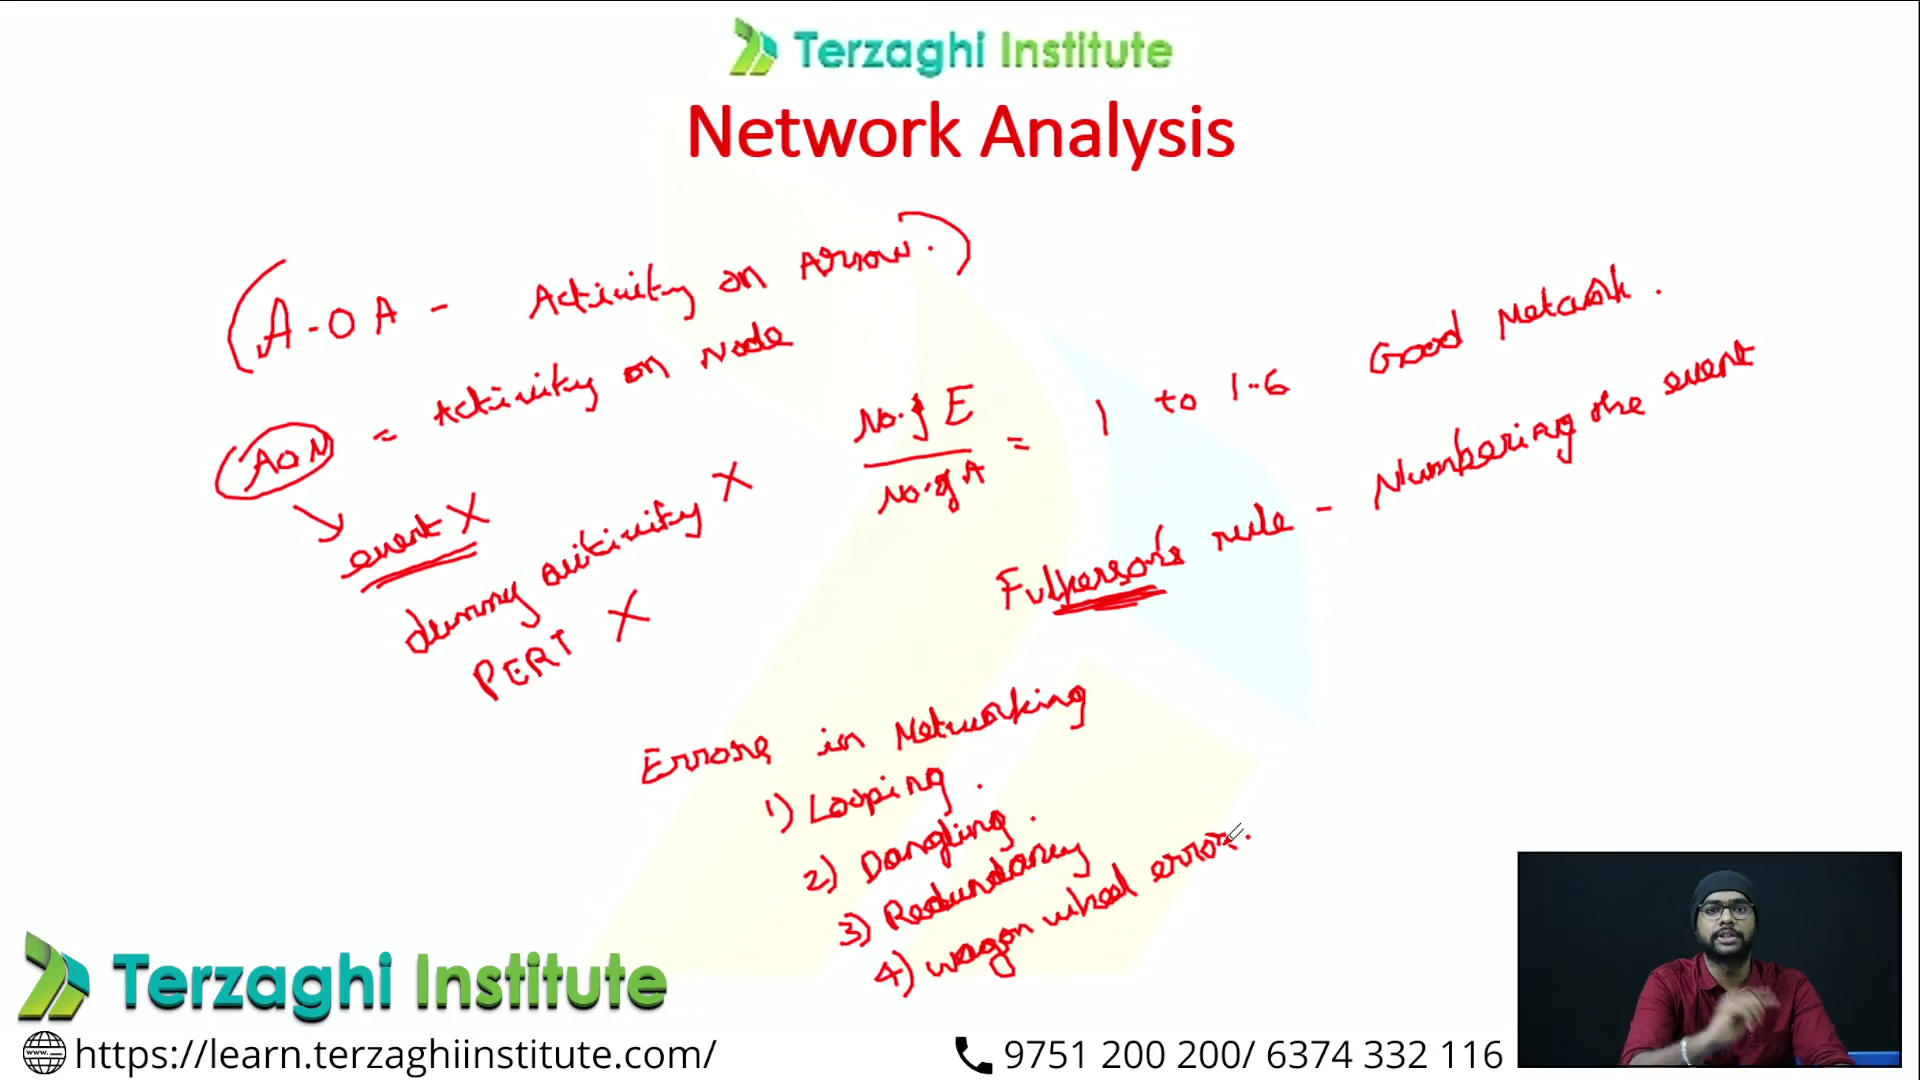 Terzaghi Institute
Network Analysis
(A-OA - Activity on Arrow.)
AON = Activity on Node
event X
dummy X
PERT X
No. of E
No. of A
= 1 to 1.6 Good Network.
Fulkerson's rule - Numbering the event
Errors in Networking
1) Looping.
2) Dangling.
3) Redundancy
4) wagon wheel error.
Terzaghi Institute
www.
https://learn.terzaghiinstitute.com/
9751 200 200/ 6374 332 116